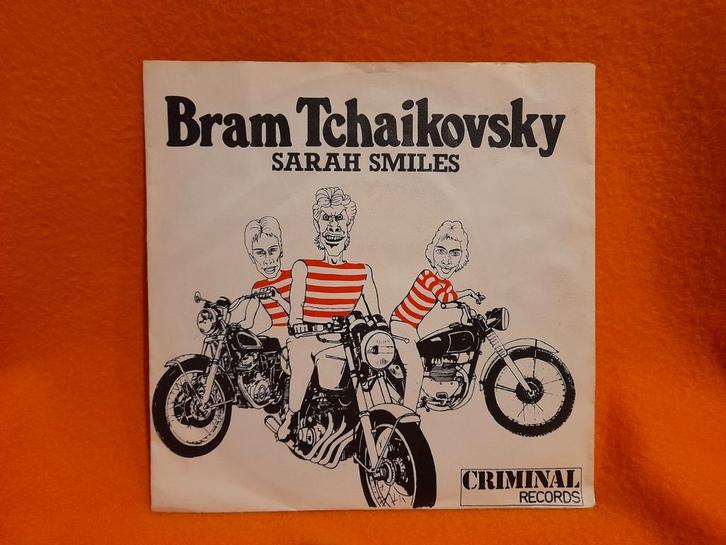 Bram Tchaikovsky
SARAH SMILES
CRIMINAL
RECORDS